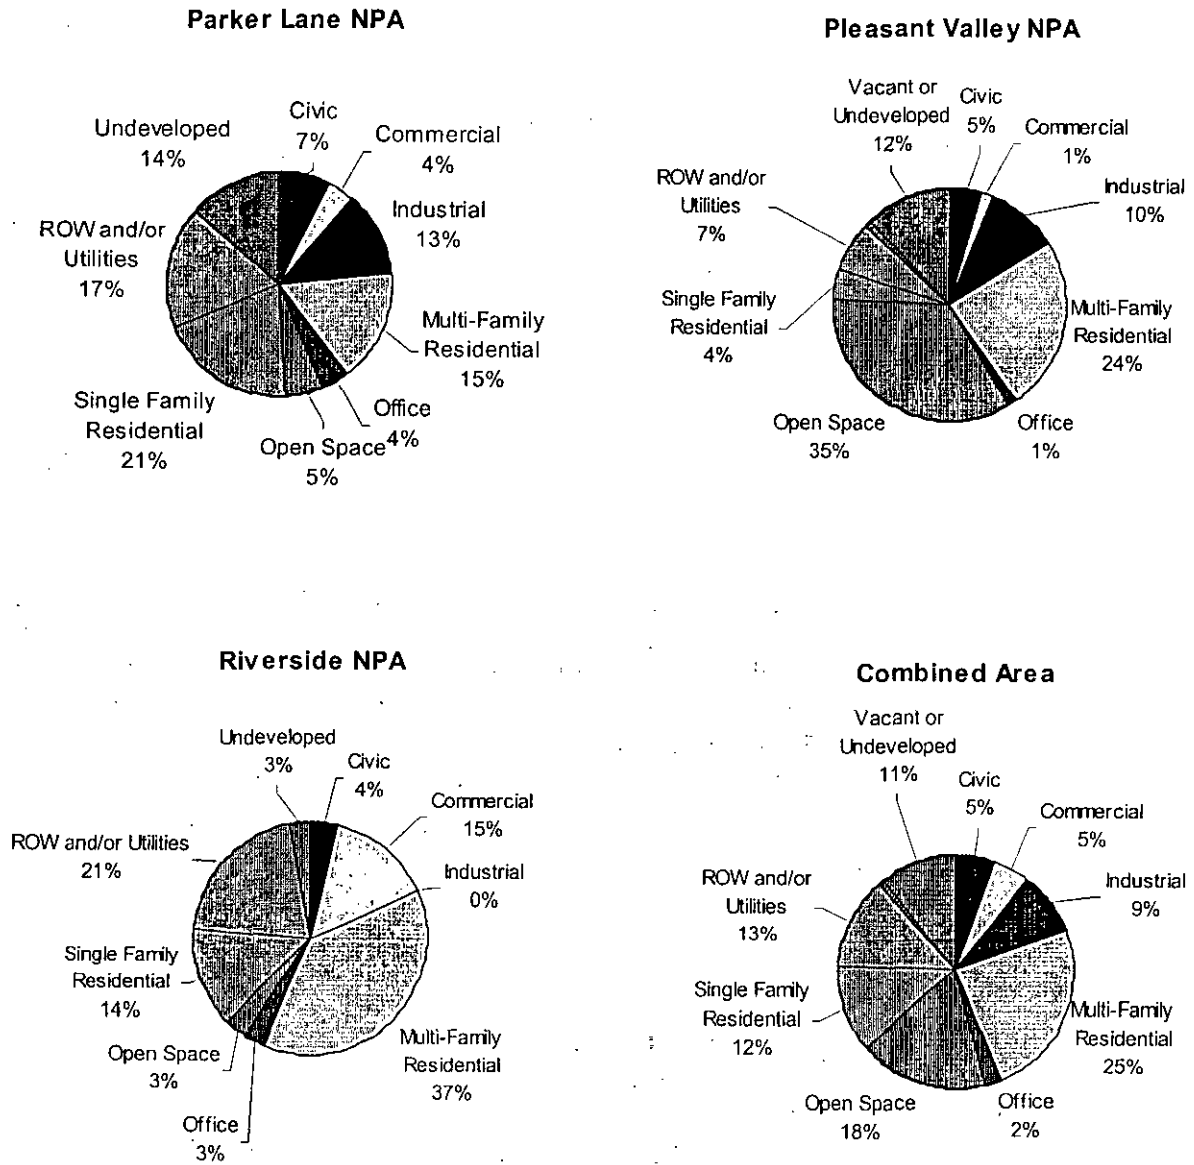 Parker Lane NPA
Civic
7%
Commercial
4%
Industrial
13%
Multi-Family
Residential
15%
Office
4%
Open Space
5%
Single Family
Residential
21%
ROW and/or
Utilities
17%
Undeveloped
14%
Pleasant Valley NPA
Vacant or
Undeveloped
12%
Civic
5%
Commercial
1%
Industrial
10%
Multi-Family
Residential
24%
Office
1%
Open Space
35%
Single Family
Residential
4%
ROW and/or
Utilities
7%
Riverside NPA
Undeveloped
3%
Civic
4%
Commercial
15%
Industrial
0%
Multi-Family
Residential
37%
Office
3%
Open Space
3%
Single Family
Residential
14%
ROW and/or Utilities
21%
Combined Area
Vacant or
Undeveloped
11%
Civic
5%
Commercial
5%
Industrial
9%
Multi-Family
Residential
25%
Office
2%
Open Space
18%
Single Family
Residential
12%
ROW and/or
Utilities
13%